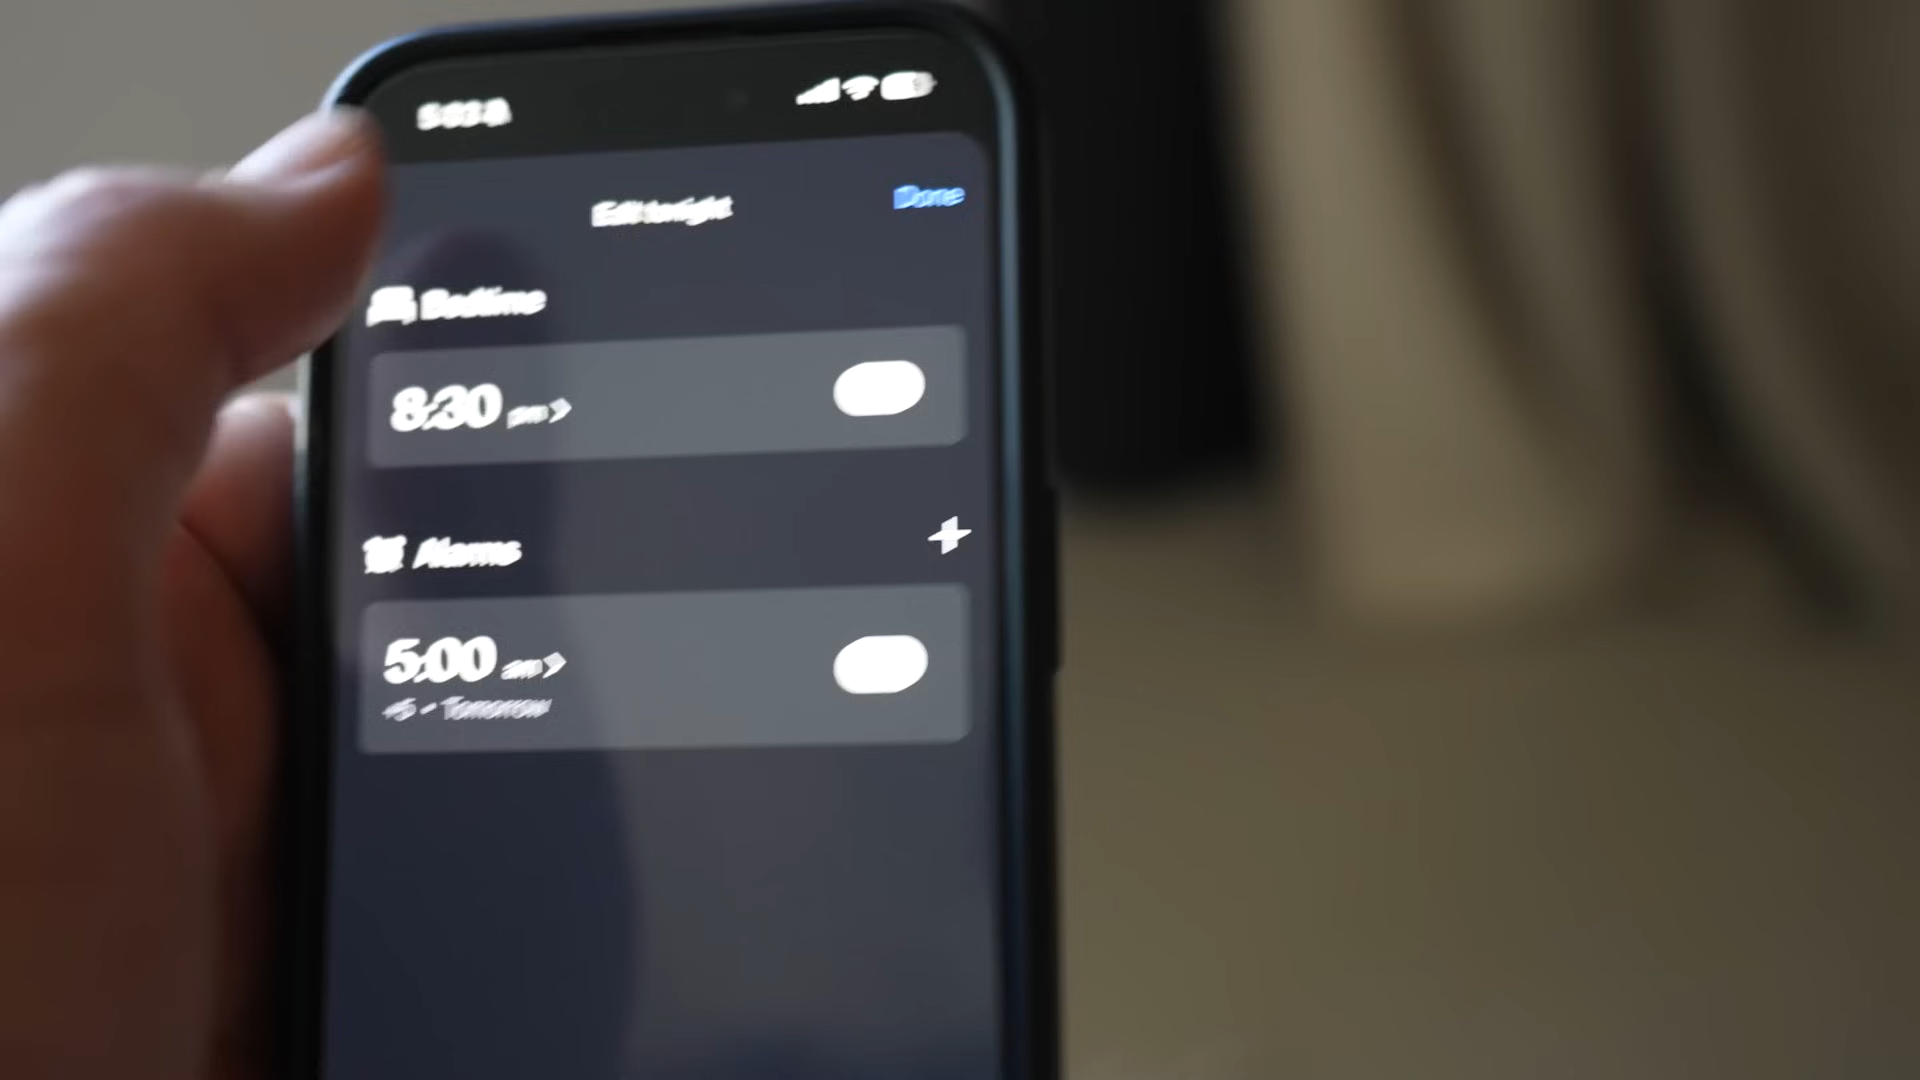 Edit tonight
Done
Bedtime
8:30 pm >
Alarms +
5:00 am >
Tomorrow